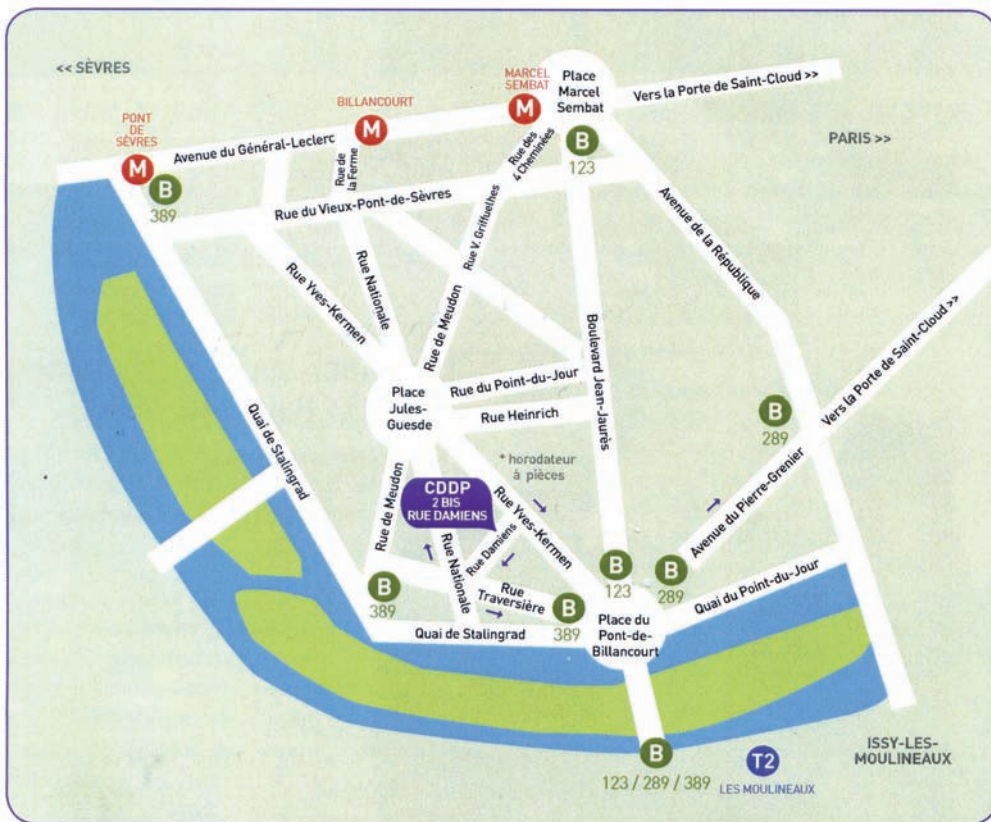 << SÈVRES
MARCEL
SEMBAT
Place
Marcel
Sembat
Vers la Porte de Saint-Cloud >>
BILLANCOURT
PONT
DE
SÈVRES
M
M
M
PARIS >>
Avenue du Général-Leclerc
Rue de
la Ferme
Rue des
4 Cheminées
B
123
B
389
Rue du Vieux-Pont-de-Sèvres
Rue V. Griffuelhes
Avenue de la République
Rue Yves-Kermen
Rue Nationale
Rue de Meudon
Boulevard Jean-Jaurès
Vers la Porte de Saint-Cloud >>
Rue du Point-du-Jour
Place
Jules-
Guesde
Rue Heinrich
B
289
Quai de Stalingrad
* horodateur
à pièces
CDDP
2 BIS
RUE DAMIENS
Rue de Meudon
Rue Yves-Kermen
Avenue du Pierre-Grenier
Rue Damiens
Rue Nationale
B
389
Rue
Traversière
B
389
B
123
B
289
Quai du Point-du-Jour
Quai de Stalingrad
Place du
Pont-de-
Billancourt
B
123 / 289 / 389
T2
LES MOULINEAUX
ISSY-LES-
MOULINEAUX